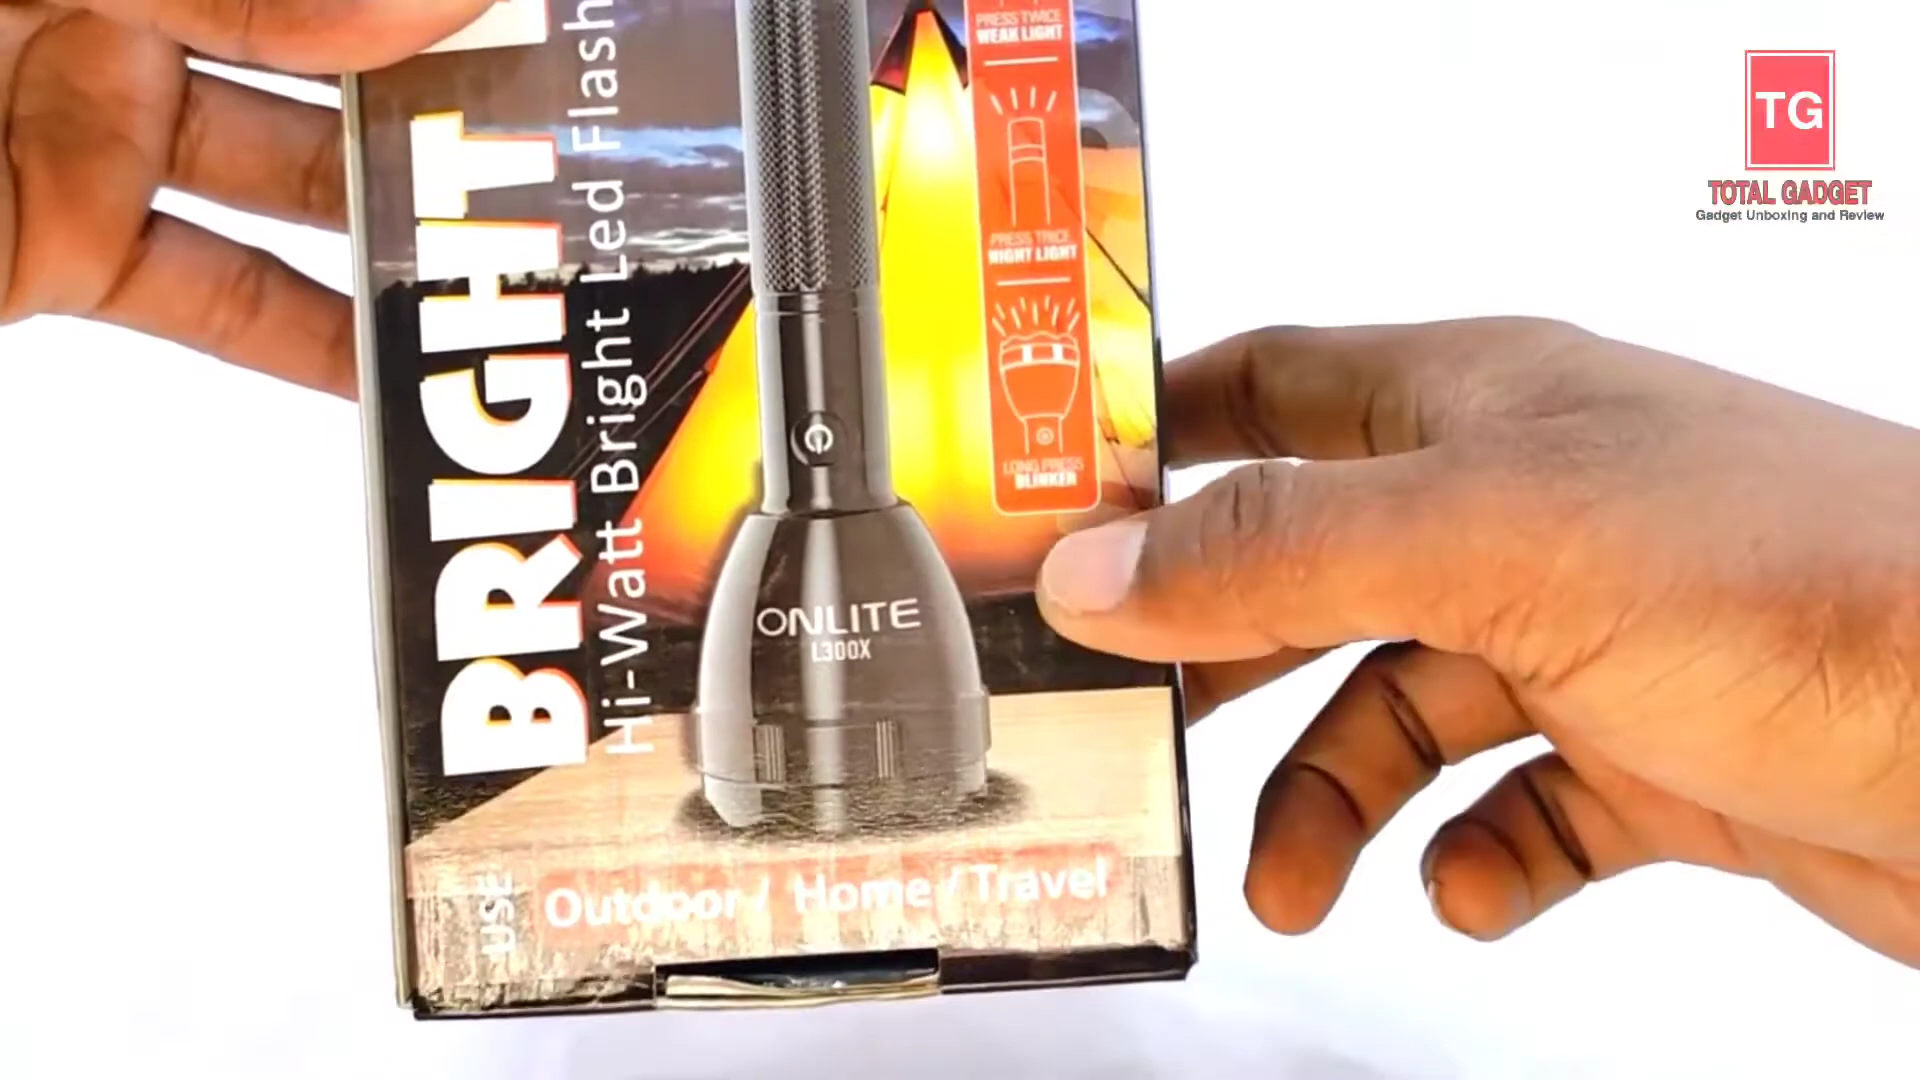 PRESS TWICE
WEAK LIGHT
PRESS TRICE
NIGHT LIGHT
LONG PRESS
BLINKER
BRIGHT
Hi-Watt Bright Led Flash
ONLITE
L300X
USE
Outdoor / Home / Travel
TG
TOTAL GADGET
Gadget Unboxing and Review